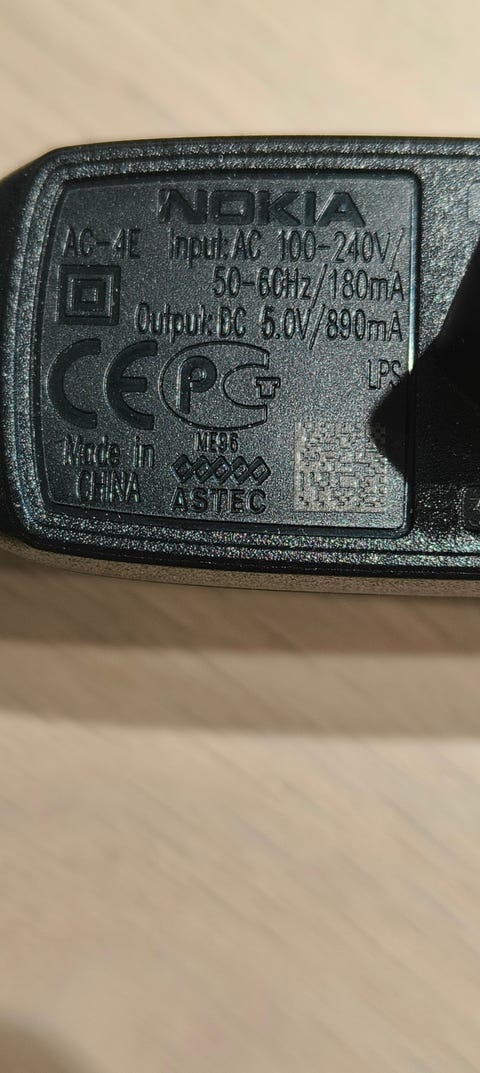 NOKIA
AC-4E Input: AC 100-240V/
50-60Hz/180mA
Output: DC 5.0V/890mA
CE PCT LPS
ME96
Made in
CHINA
ASTEC